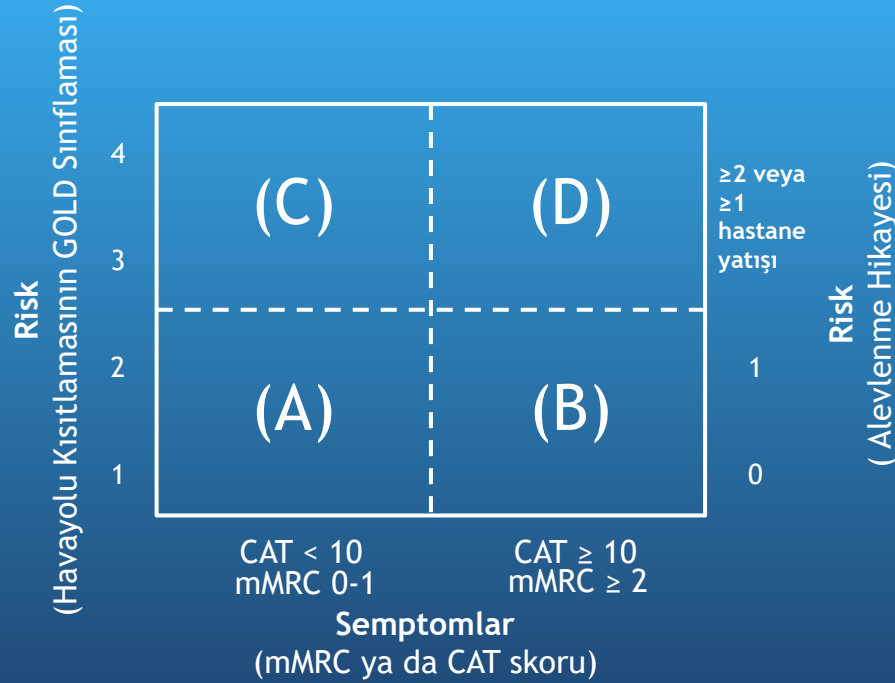 Risk
(Havayolu Kısıtlamasının GOLD Sınıflaması)
4
3
2
1
(C)
(D)
(A)
(B)
≥2 veya
≥1
hastane
yatışı
1
0
Risk
( Alevlenme Hikayesi)
CAT < 10
mMRC 0-1
CAT ≥ 10
mMRC ≥ 2
Semptomlar
(mMRC ya da CAT skoru)